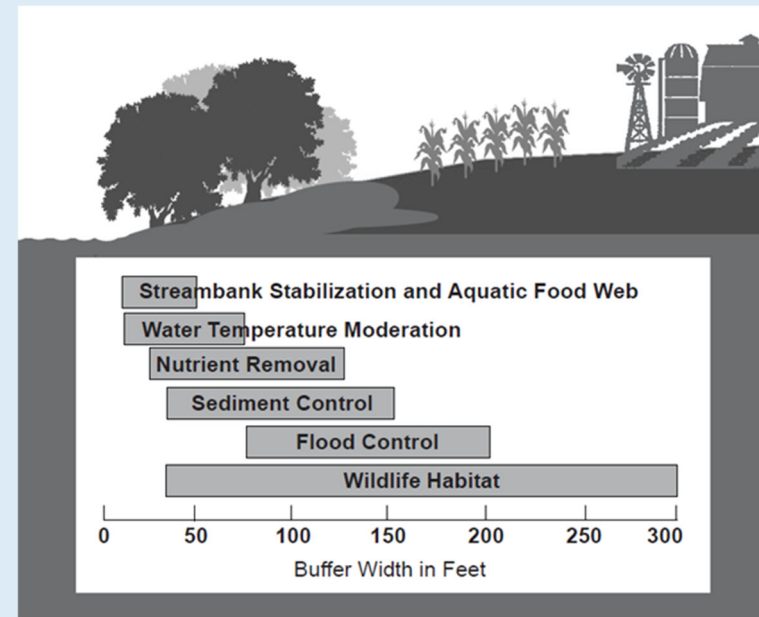 Streambank Stabilization and Aquatic Food Web
Water Temperature Moderation
Nutrient Removal
Sediment Control
Flood Control
Wildlife Habitat
0 50 100 150 200 250 300
Buffer Width in Feet